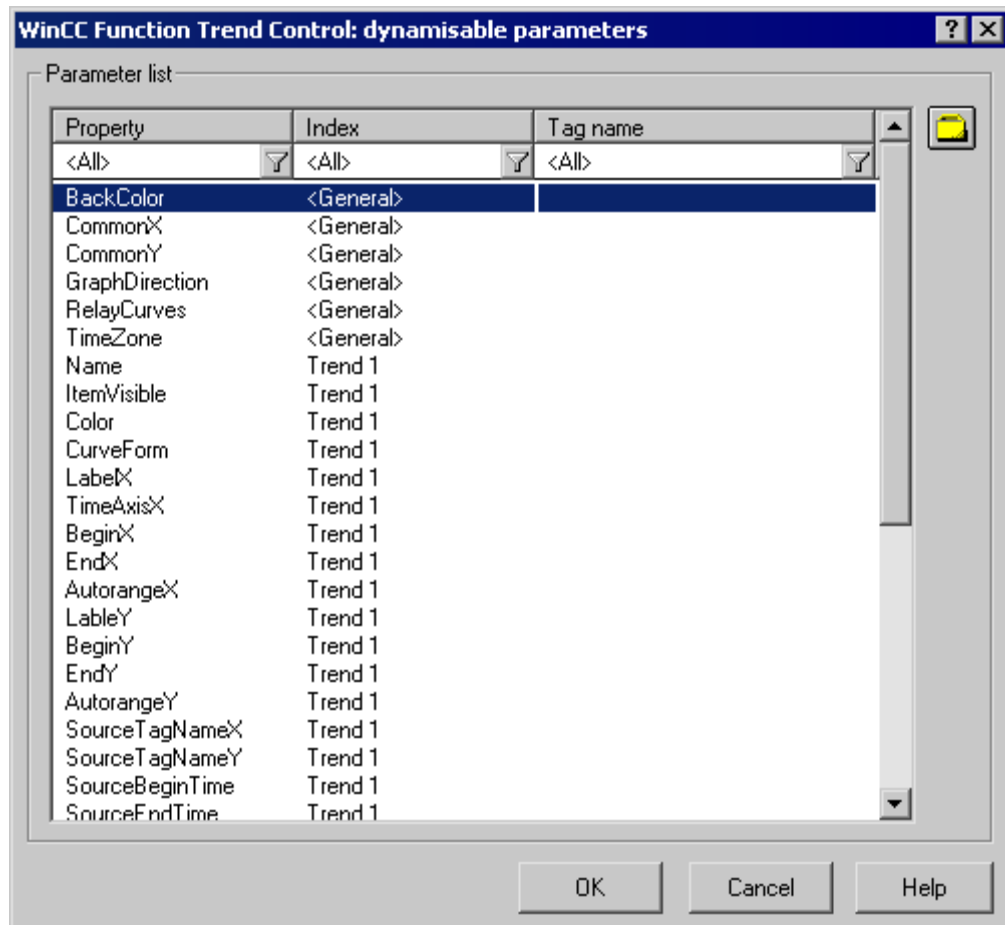 WinCC Function Trend Control: dynamisable parameters
Parameter list
Property Index Tag name
<All> <All> <All>
BackColor <General>
CommonX <General>
CommonY <General>
GraphDirection <General>
RelayCurves <General>
TimeZone <General>
Name Trend 1
ItemVisible Trend 1
Color Trend 1
CurveForm Trend 1
LabelX Trend 1
TimeAxisX Trend 1
BeginX Trend 1
EndX Trend 1
AutorangeX Trend 1
LableY Trend 1
BeginY Trend 1
EndY Trend 1
AutorangeY Trend 1
SourceTagNameX Trend 1
SourceTagNameY Trend 1
SourceBeginTime Trend 1
SourceEndTime Trend 1
OK Cancel Help